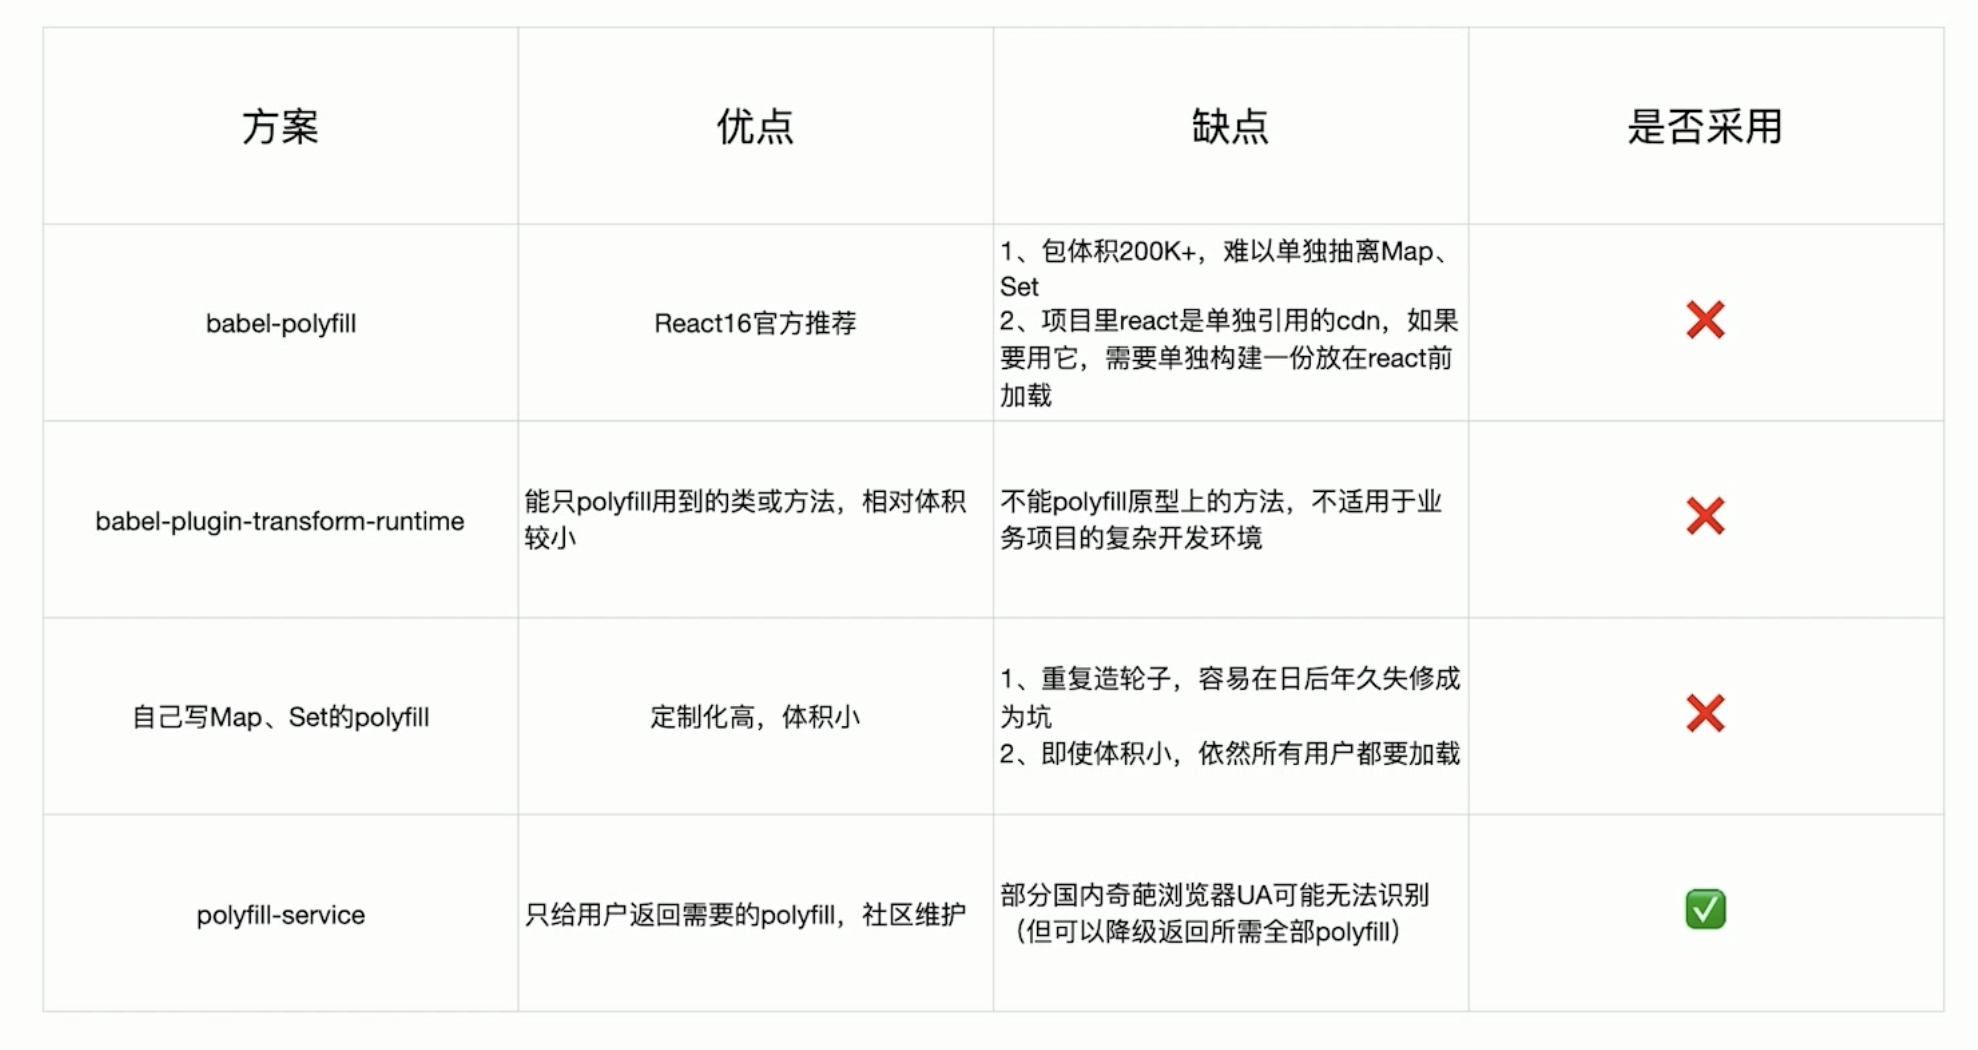 方案
优点
缺点
是否采用
babel-polyfill
React16官方推荐
1、包体积200K+，难以单独抽离Map、
Set
2、项目里react是单独引用的cdn，如果
要用它，需要单独构建一份放在react前
加载
❌
babel-plugin-transform-runtime
能只polyfill用到的类或方法，相对体积
较小
不能polyfill原型上的方法，不适用于业
务项目的复杂开发环境
❌
自己写Map、Set的polyfill
定制化高，体积小
1、重复造轮子，容易在日后年久失修成
为坑
2、即使体积小，依然所有用户都要加载
❌
polyfill-service
只给用户返回需要的polyfill，社区维护
部分国内奇葩浏览器UA可能无法识别
（但可以降级返回所需全部polyfill）
✅